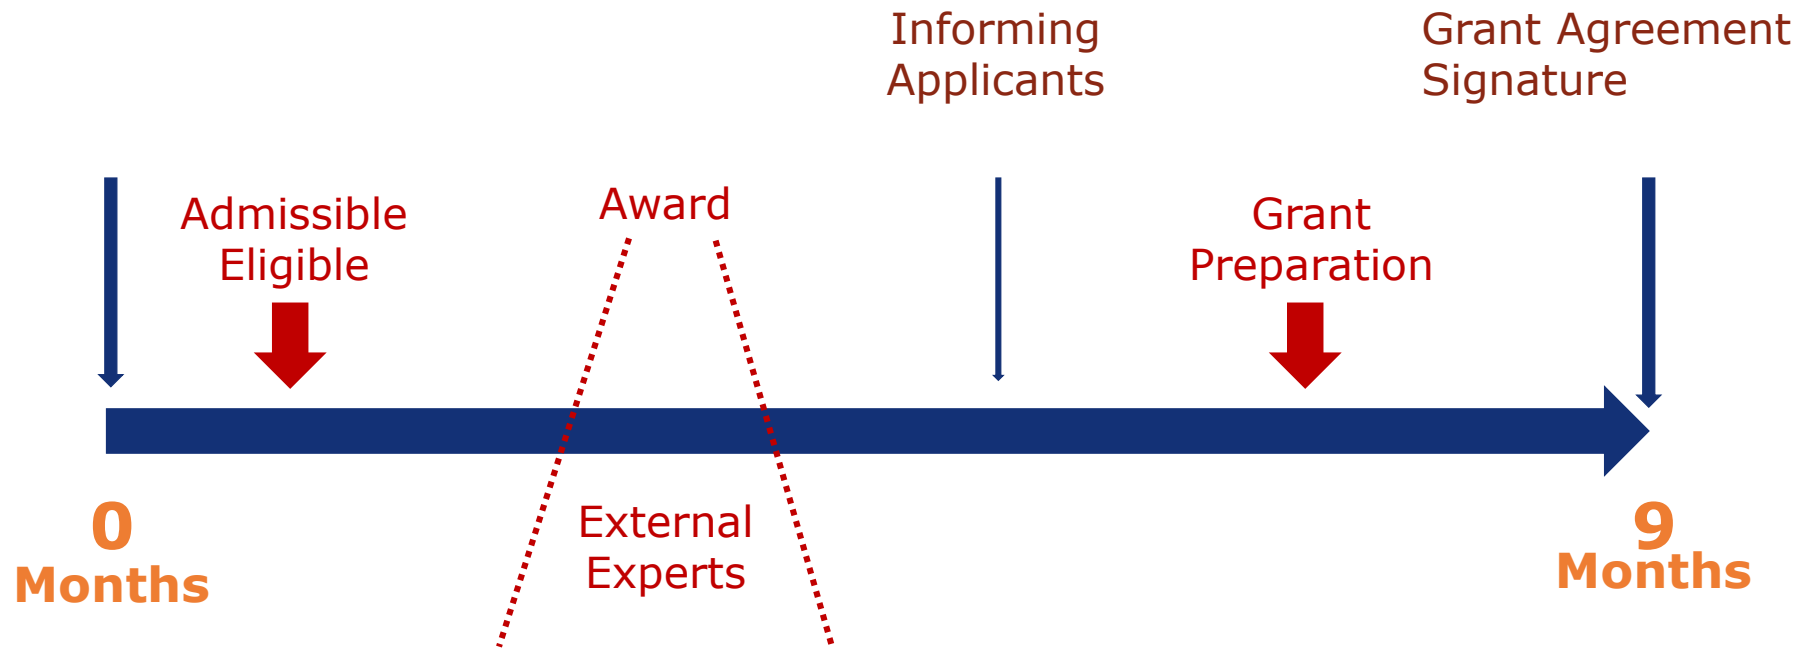 Informing
Applicants
Grant Agreement
Signature
Admissible
Eligible
Award
Grant
Preparation
External
Experts
0
Months
9
Months